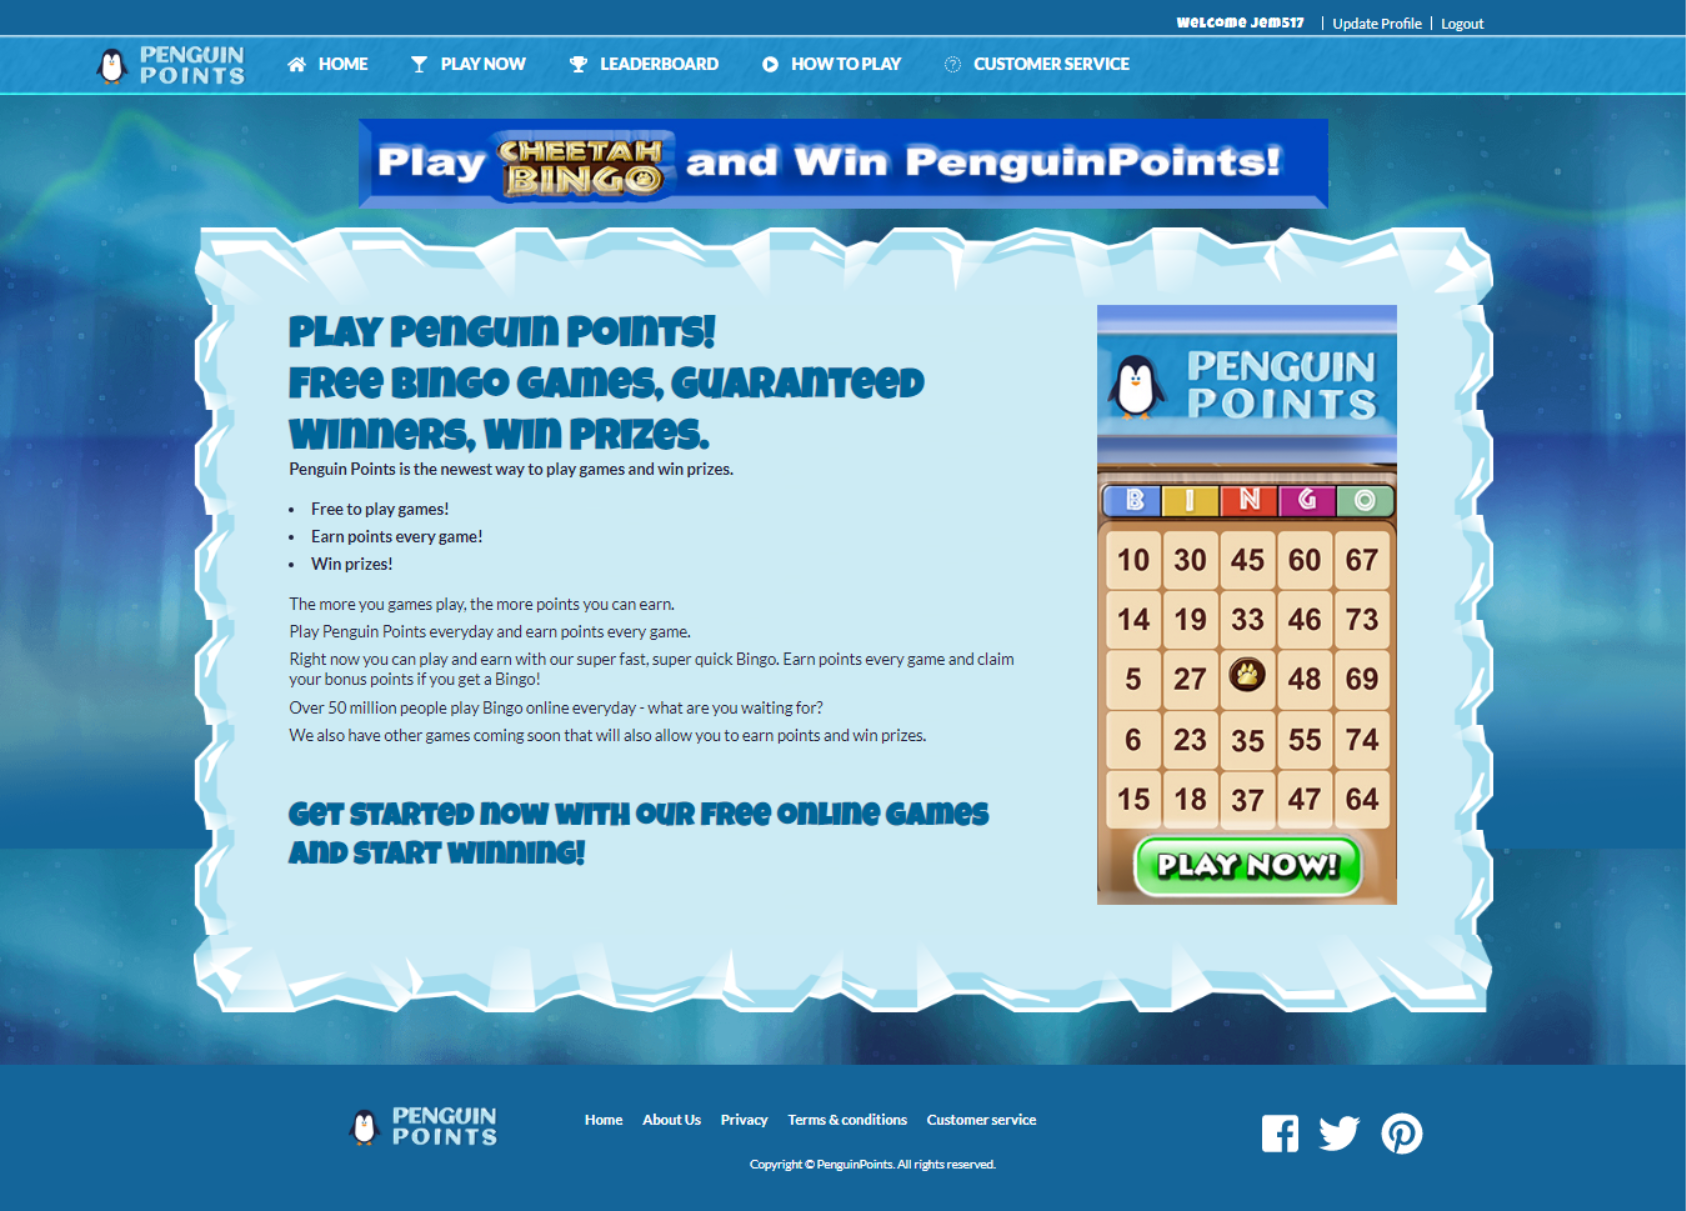 Welcome Jem517 | Update Profile | Logout
PENGUIN POINTS
HOME PLAY NOW LEADERBOARD HOW TO PLAY CUSTOMER SERVICE
Play CHEETAH BINGO and Win PenguinPoints!
PLAY Penguin Points!
Free Bingo Games, Guaranteed
Winners, Win Prizes.
Penguin Points is the newest way to play games and win prizes.
• Free to play games!
• Earn points every game!
• Win prizes!
The more you games play, the more points you can earn.
Play Penguin Points everyday and earn points every game.
Right now you can play and earn with our super fast, super quick Bingo. Earn points every game and claim
your bonus points if you get a Bingo!
Over 50 million people play Bingo online everyday - what are you waiting for?
We also have other games coming soon that will also allow you to earn points and win prizes.
Get started now with our free online games
and start winning!
PENGUIN
POINTS
B I N G O
10 30 45 60 67
14 19 33 46 73
5 27 48 69
6 23 35 55 74
15 18 37 47 64
PLAY NOW!
PENGUIN
POINTS
Home About Us Privacy Terms & conditions Customer service
Copyright © PenguinPoints. All rights reserved.